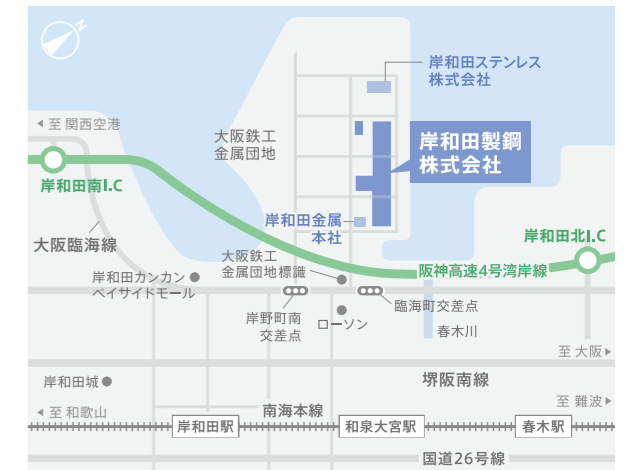 N
岸和田ステンレス
株式会社
至 関西空港
大阪鉄工
金属団地
岸和田製鋼
株式会社
岸和田南I.C
岸和田金属
本社
大阪臨海線
岸和田北I.C
大阪鉄工
金属団地標識
阪神高速4号湾岸線
岸和田カンカン
ベイサイドモール
岸野町南
交差点
ローソン
臨海町交差点
春木川
至 大阪
堺阪南線
岸和田城
至 難波
至 和歌山
南海本線
岸和田駅
和泉大宮駅
春木駅
国道26号線